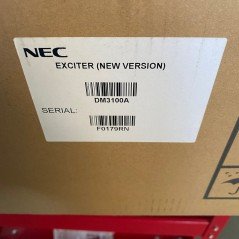 NEC
EXCITER (NEW VERSION)
DM3100A
SERIAL:
F0179RN